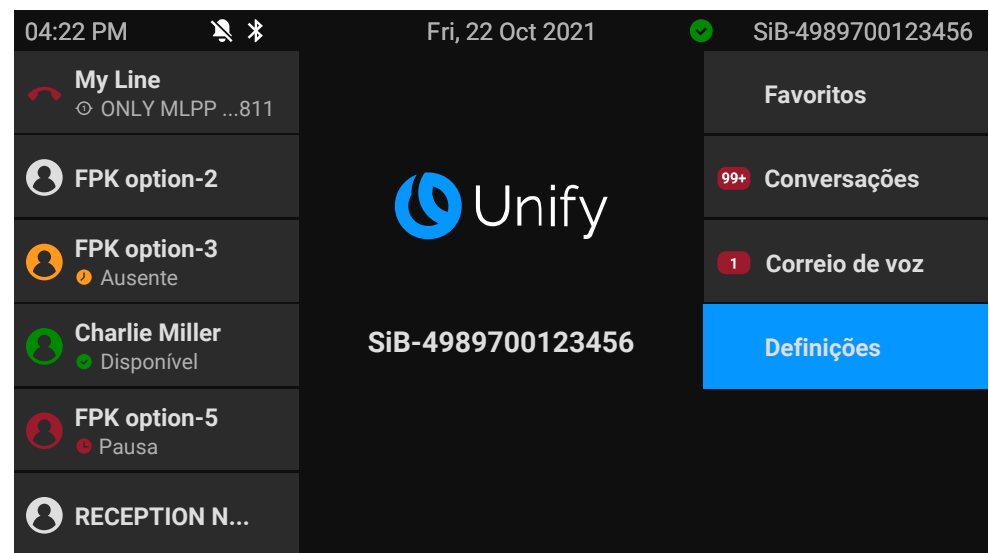 04:22 PM
Fri, 22 Oct 2021
SiB-4989700123456
My Line
ONLY MLPP ...811
FPK option-2
FPK option-3
Ausente
Charlie Miller
Disponível
FPK option-5
Pausa
RECEPTION N...
Unify
SiB-4989700123456
Favoritos
99+ Conversações
1 Correio de voz
Definições